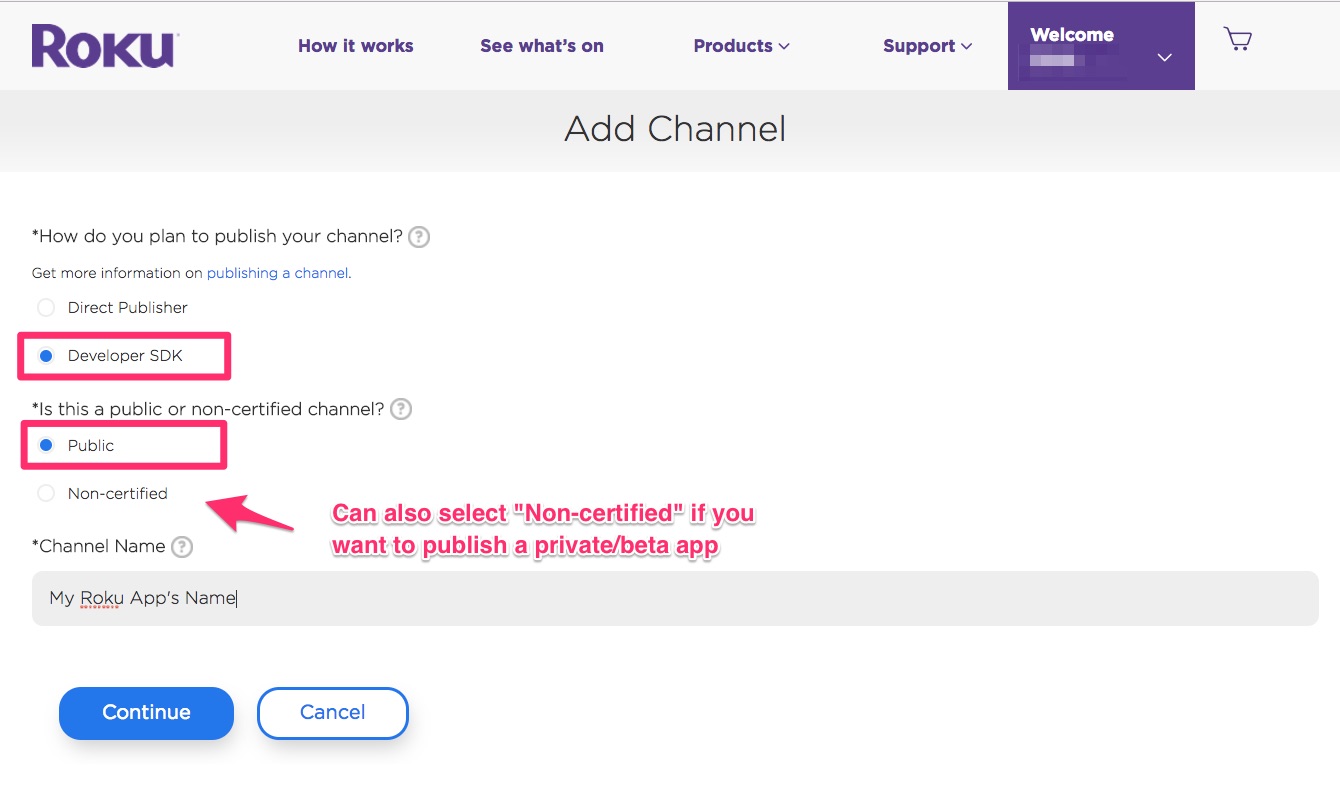 ROKU
How it works
See what's on
Products
Support
Welcome
Add Channel
*How do you plan to publish your channel? ?
Get more information on publishing a channel.
Direct Publisher
Developer SDK
*Is this a public or non-certified channel? ?
Public
Non-certified
Can also select "Non-certified" if you
want to publish a private/beta app
*Channel Name ?
My Roku App's Name
Continue
Cancel